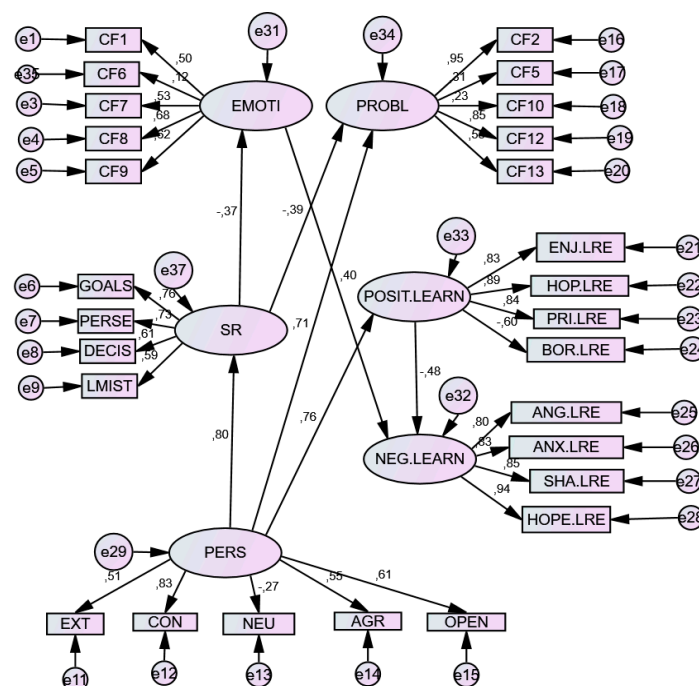 e1
CF1
,50
e35
CF6
,12
e3
CF7
,53
e4
CF8
,68
e5
CF9
,52
e31
EMOTI
e34
PROBL
,95
CF2
e16
,31
CF5
e17
,23
CF10
e18
,85
CF12
e19
CF13
e20
-,37
-,39
,40
,71
,76
e6
GOALS
,76
e37
e7
PERSE
,73
e8
DECIS
,61
e9
LMIST
,59
SR
e33
POSIT.LEARN
,83
ENJ.LRE
e21
,89
HOP.LRE
e22
,84
PRI.LRE
e23
-,60
BOR.LRE
e24
-,48
e32
NEG.LEARN
,80
ANG.LRE
e25
,83
ANX.LRE
e26
,85
SHA.LRE
e27
,94
HOPE.LRE
e28
,80
e29
PERS
,51
,83
-,27
,55
,61
EXT
CON
NEU
AGR
OPEN
e11
e12
e13
e14
e15